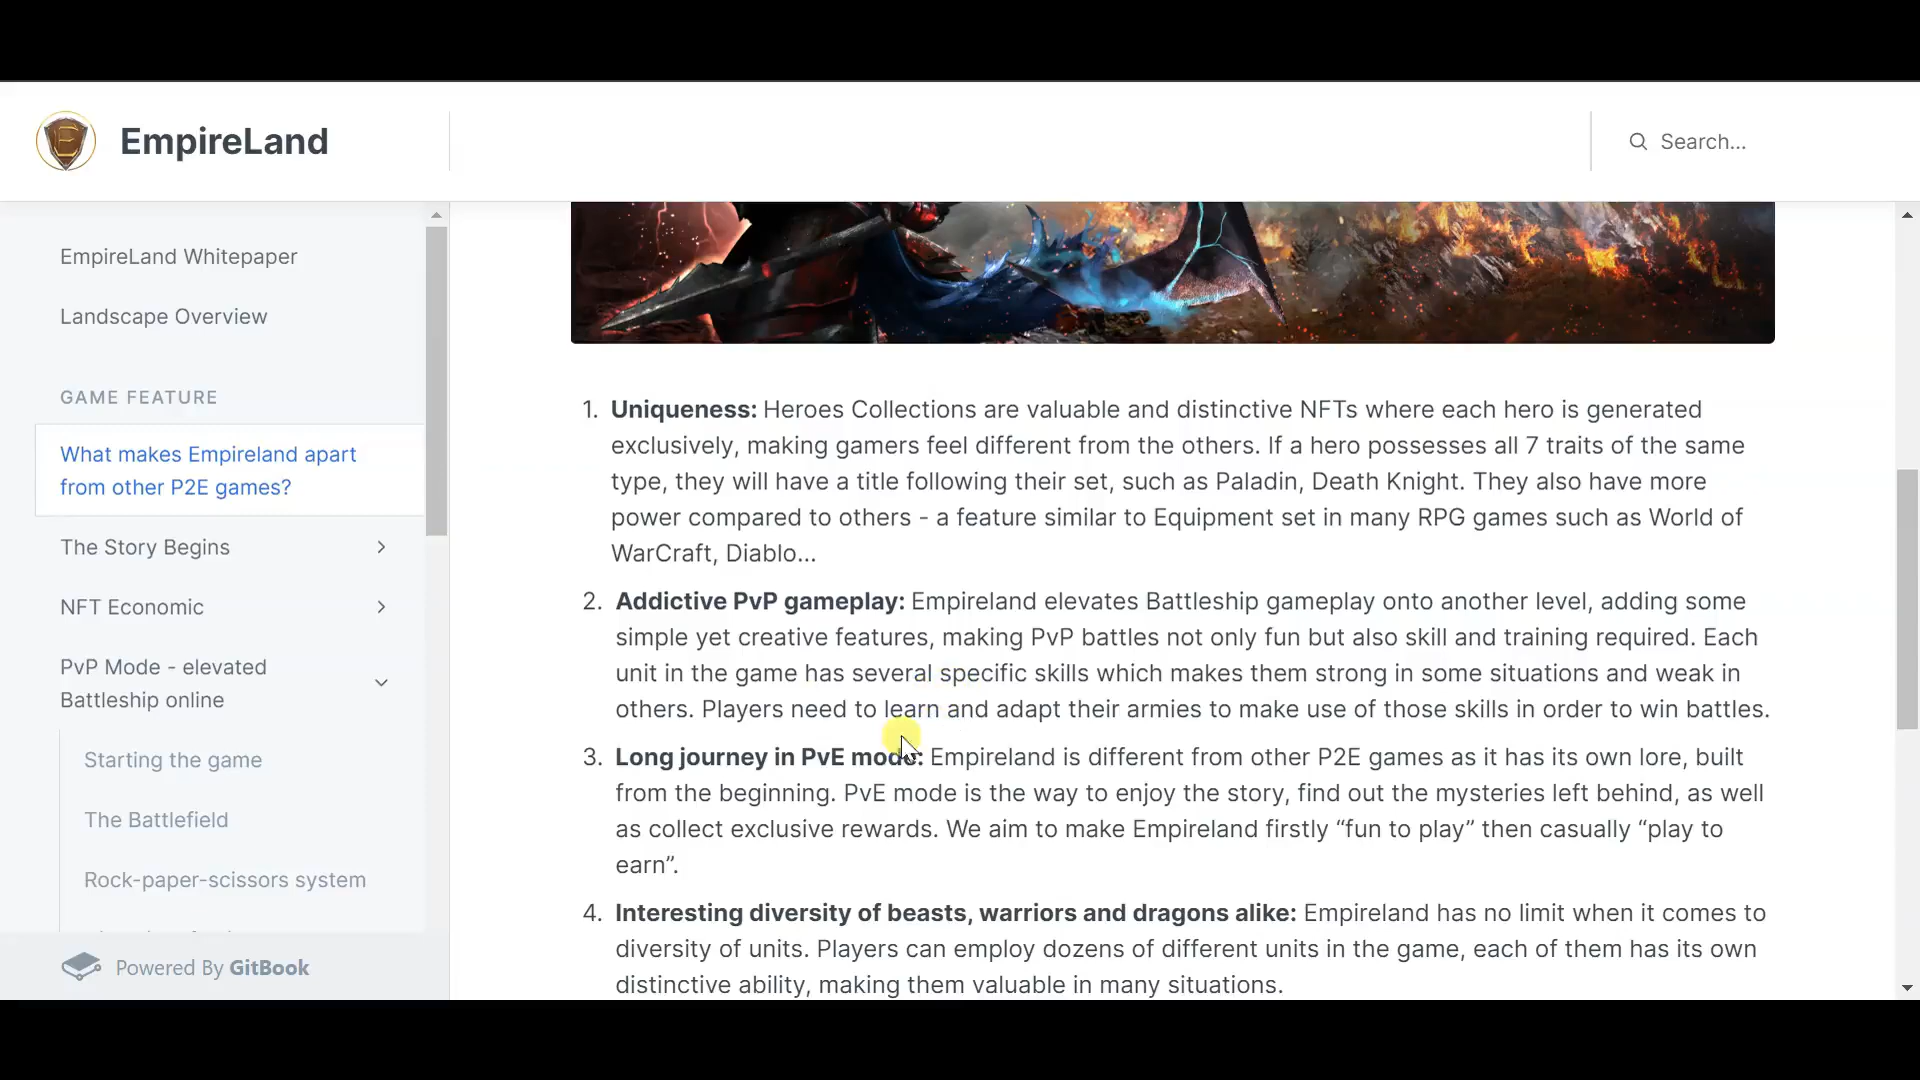 EmpireLand
Search...
EmpireLand Whitepaper
Landscape Overview
GAME FEATURE
What makes Empireland apart
from other P2E games?
The Story Begins
NFT Economic
PvP Mode - elevated
Battleship online
Starting the game
The Battlefield
Rock-paper-scissors system
Powered By GitBook
1. Uniqueness: Heroes Collections are valuable and distinctive NFTs where each hero is generated
exclusively, making gamers feel different from the others. If a hero possesses all 7 traits of the same
type, they will have a title following their set, such as Paladin, Death Knight. They also have more
power compared to others - a feature similar to Equipment set in many RPG games such as World of
WarCraft, Diablo...
2. Addictive PvP gameplay: Empireland elevates Battleship gameplay onto another level, adding some
simple yet creative features, making PvP battles not only fun but also skill and training required. Each
unit in the game has several specific skills which makes them strong in some situations and weak in
others. Players need to learn and adapt their armies to make use of those skills in order to win battles.
3. Long journey in PvE mode: Empireland is different from other P2E games as it has its own lore, built
from the beginning. PvE mode is the way to enjoy the story, find out the mysteries left behind, as well
as collect exclusive rewards. We aim to make Empireland firstly “fun to play” then casually “play to
earn”.
4. Interesting diversity of beasts, warriors and dragons alike: Empireland has no limit when it comes to
diversity of units. Players can employ dozens of different units in the game, each of them has its own
distinctive ability, making them valuable in many situations.